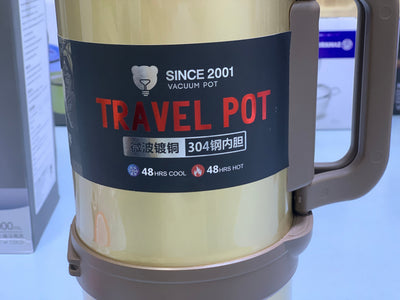 SINCE 2001
VACUUM POT
TRAVEL POT
微波镀铜 304钢内胆
48HRS COOL 48HRS HOT